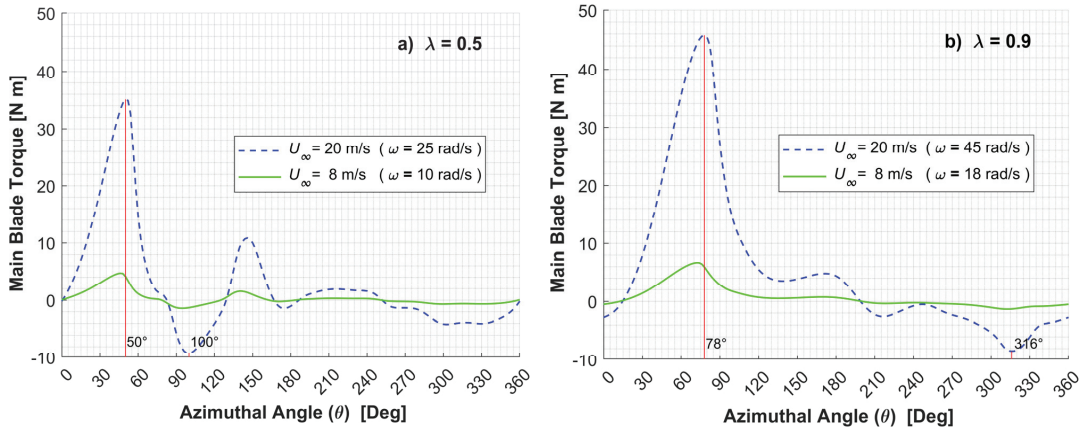 a) λ = 0.5
Main Blade Torque [N m]
50
40
30
20
10
0
-10
U∞ = 20 m/s ( ω = 25 rad/s )
U∞ = 8 m/s ( ω = 10 rad/s )
50°
100°
0 30 60 90 120 150 180 210 240 270 300 330 360
Azimuthal Angle (θ) [Deg]
b) λ = 0.9
Main Blade Torque [N m]
50
40
30
20
10
0
-10
U∞ = 20 m/s ( ω = 45 rad/s )
U∞ = 8 m/s ( ω = 18 rad/s )
78°
316°
0 30 60 90 120 150 180 210 240 270 300 330 360
Azimuthal Angle (θ) [Deg]